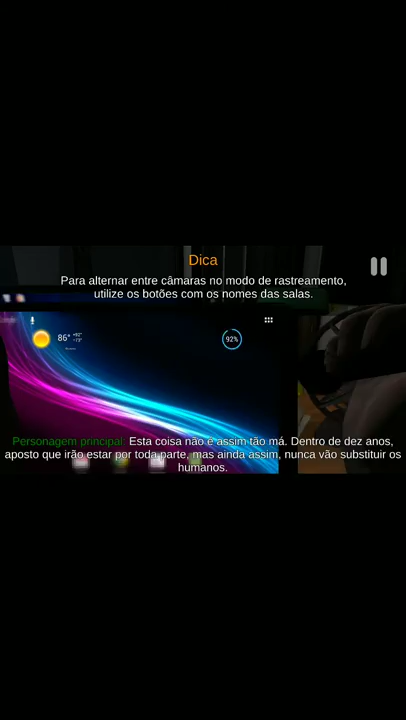 Dica
Para alternar entre câmaras no modo de rastreamento,
utilize os botões com os nomes das salas.
86°
92%
Personagem principal: Esta coisa não é assim tão má. Dentro de dez anos,
aposto que irão estar por toda parte, mas ainda assim, nunca vão substituir os
humanos.